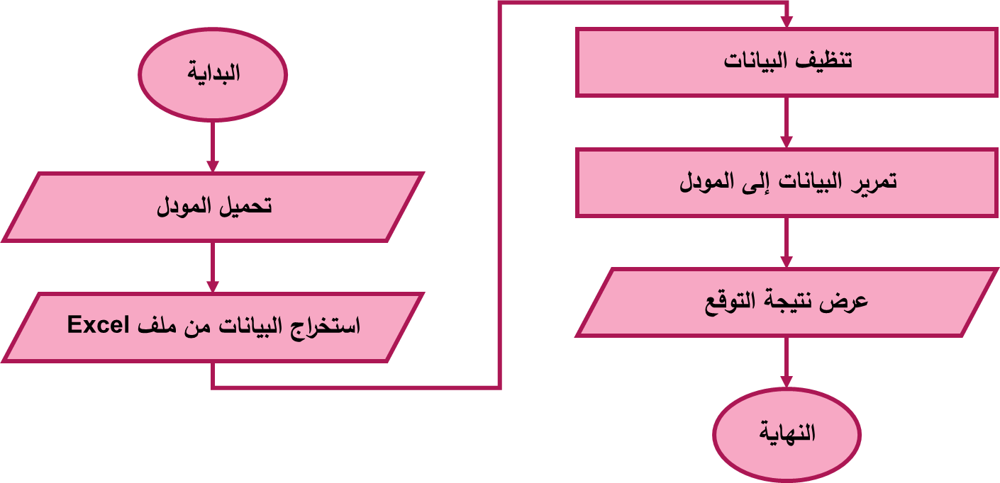 البداية
تحميل المودل
استخراج البيانات من ملف Excel
تنظيف البيانات
تمرير البيانات إلى المودل
عرض نتيجة التوقع
النهاية